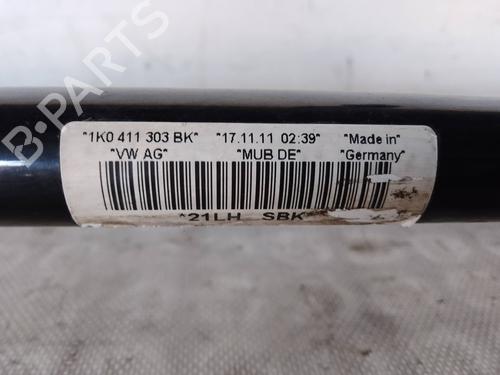 "1K0 411 303 BK" "17.11.11 02:39" "Made in"
"VW AG" "MUB DE" "Germany"
"21LH SBK"
B-PARTS